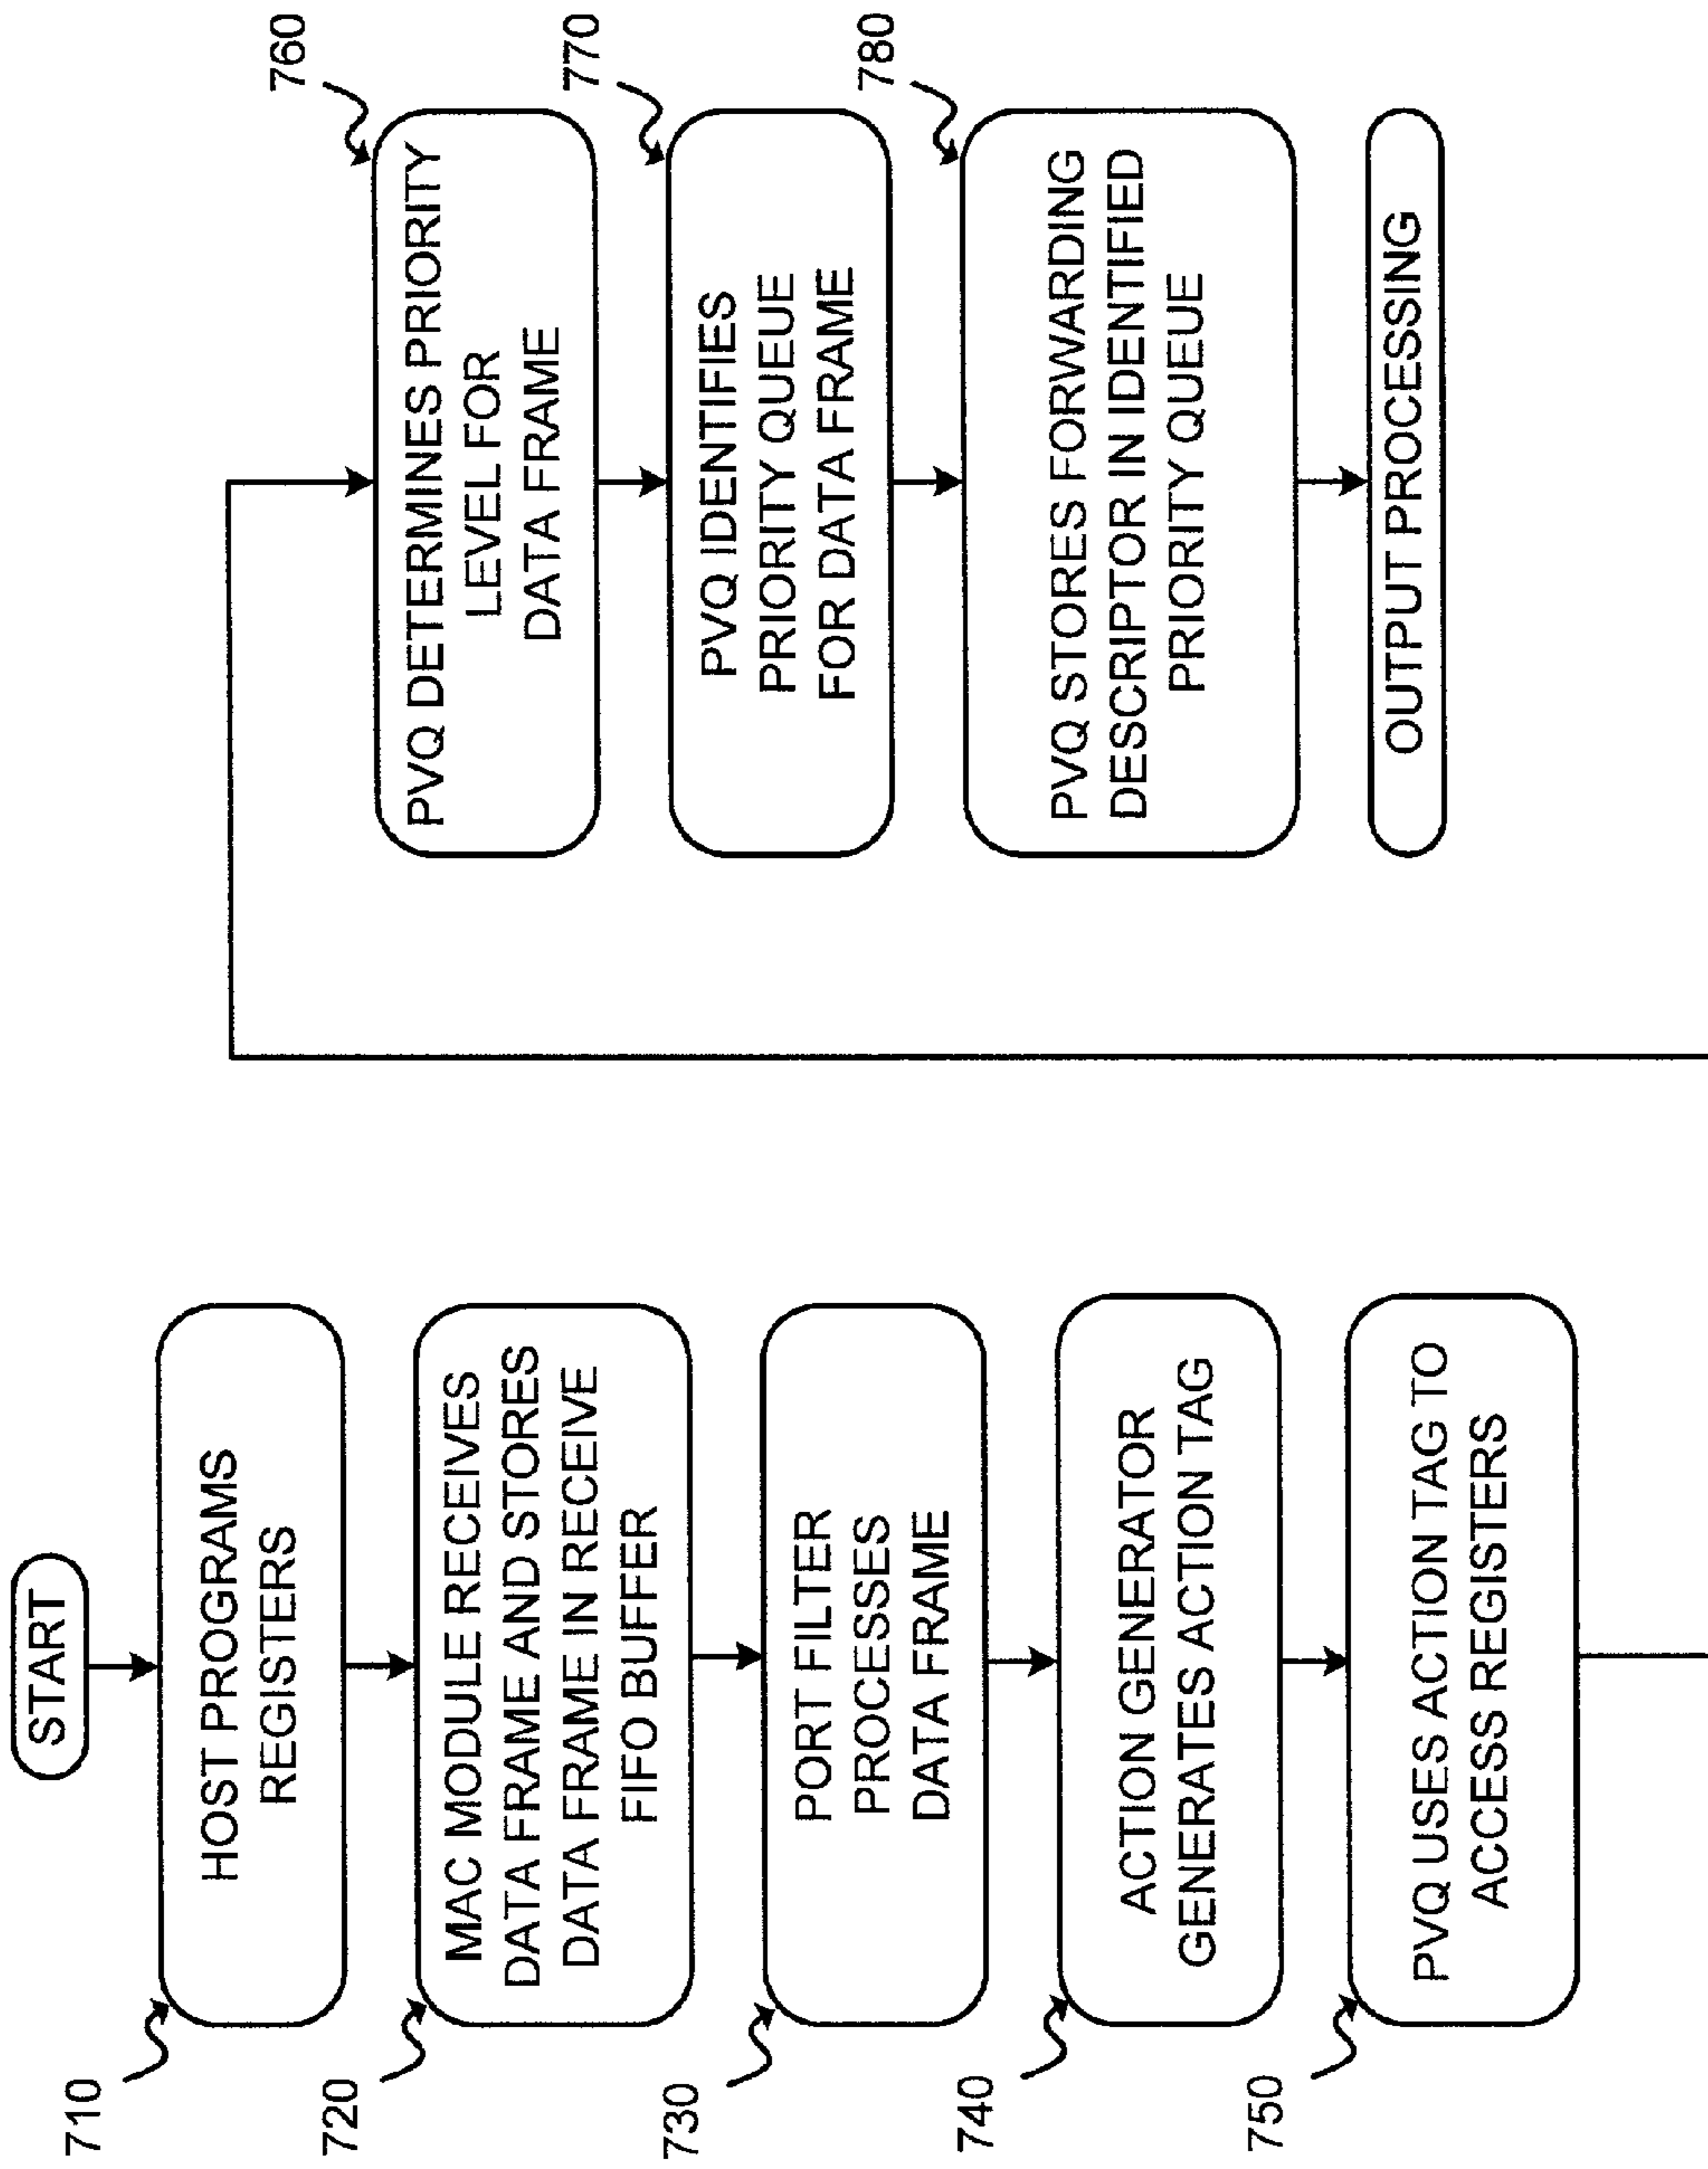 START
710
HOST PROGRAMS
REGISTERS
720
MAC MODULE RECEIVES
DATA FRAME AND STORES
DATA FRAME IN RECEIVE
FIFO BUFFER
730
PORT FILTER
PROCESSES
DATA FRAME
740
ACTION GENERATOR
GENERATES ACTION TAG
750
PVQ USES ACTION TAG TO
ACCESS REGISTERS
760
PVQ DETERMINES PRIORITY
LEVEL FOR
DATA FRAME
770
PVQ IDENTIFIES
PRIORITY QUEUE
FOR DATA FRAME
780
PVQ STORES FORWARDING
DESCRIPTOR IN IDENTIFIED
PRIORITY QUEUE
OUTPUT PROCESSING